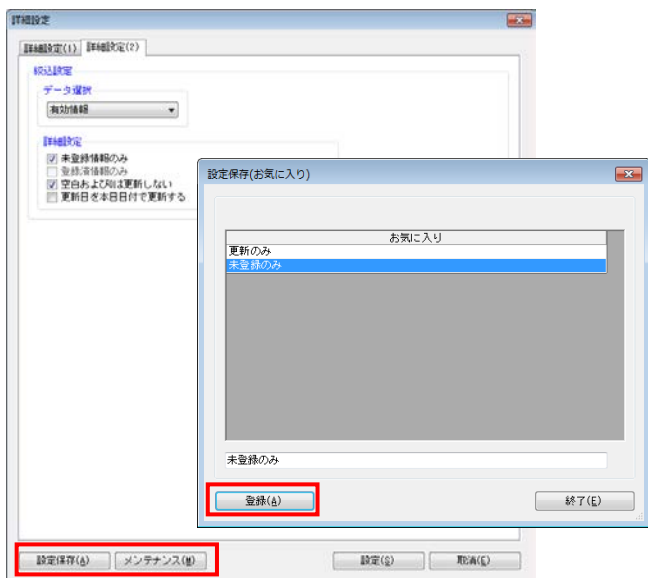 詳細設定
詳細設定(1) 詳細設定(2)
絞込設定
データ選択
有効情報
詳細設定
未登録情報のみ
登録済情報のみ
空白および0は更新しない
更新日を本日日付で更新する
設定保存(お気に入り)
お気に入り
更新のみ
未登録のみ
未登録のみ
登録(A)
終了(E)
設定保存(A) メンテナンス(M) 設定(S) 取消(E)